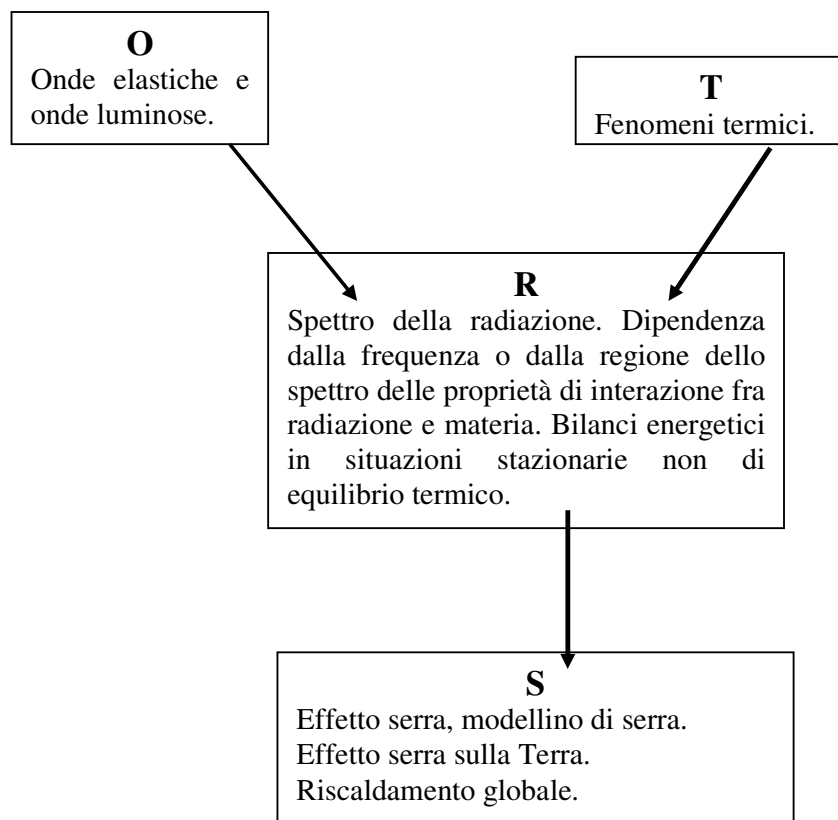 O
Onde elastiche e
onde luminose.
T
Fenomeni termici.
R
Spettro della radiazione. Dipendenza
dalla frequenza o dalla regione dello
spettro delle proprietà di interazione fra
radiazione e materia. Bilanci energetici
in situazioni stazionarie non di
equilibrio termico.
S
Effetto serra, modellino di serra.
Effetto serra sulla Terra.
Riscaldamento globale.